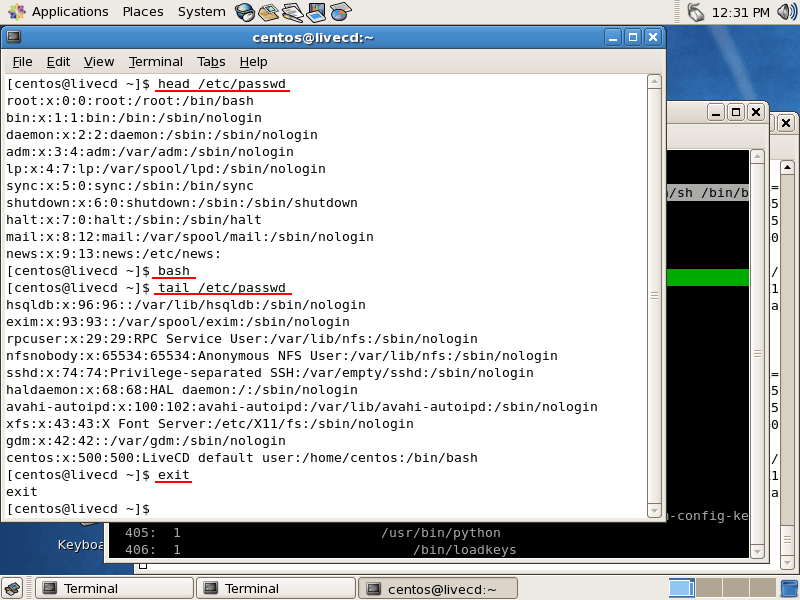 Applications Places System 12:31 PM
centos@livecd:~
File Edit View Terminal Tabs Help
[centos@livecd ~]$ head /etc/passwd
root:x:0:0:root:/root:/bin/bash
bin:x:1:1:bin:/bin:/sbin/nologin
daemon:x:2:2:daemon:/sbin:/sbin/nologin
adm:x:3:4:adm:/var/adm:/sbin/nologin
lp:x:4:7:lp:/var/spool/lpd:/sbin/nologin
sync:x:5:0:sync:/sbin:/bin/sync
shutdown:x:6:0:shutdown:/sbin:/sbin/shutdown
halt:x:7:0:halt:/sbin:/sbin/halt
mail:x:8:12:mail:/var/spool/mail:/sbin/nologin
news:x:9:13:news:/etc/news:
[centos@livecd ~]$ bash
[centos@livecd ~]$ tail /etc/passwd
hsqldb:x:96:96::/var/lib/hsqldb:/sbin/nologin
exim:x:93:93::/var/spool/exim:/sbin/nologin
rpcuser:x:29:29:RPC Service User:/var/lib/nfs:/sbin/nologin
nfsnobody:x:65534:65534:Anonymous NFS User:/var/lib/nfs:/sbin/nologin
sshd:x:74:74:Privilege-separated SSH:/var/empty/sshd:/sbin/nologin
haldaemon:x:68:68:HAL daemon:/:/sbin/nologin
avahi-autoipd:x:100:102:avahi-autoipd:/var/lib/avahi-autoipd:/sbin/nologin
xfs:x:43:43:X Font Server:/etc/X11/fs:/sbin/nologin
gdm:x:42:42::/var/gdm:/sbin/nologin
centos:x:500:500:LiveCD default user:/home/centos:/bin/bash
[centos@livecd ~]$ exit
exit
[centos@livecd ~]$
/sh /bin/b
-config-ke
405: 1 /usr/bin/python
406: 1 /bin/loadkeys
Keyboa
Terminal Terminal centos@livecd:~